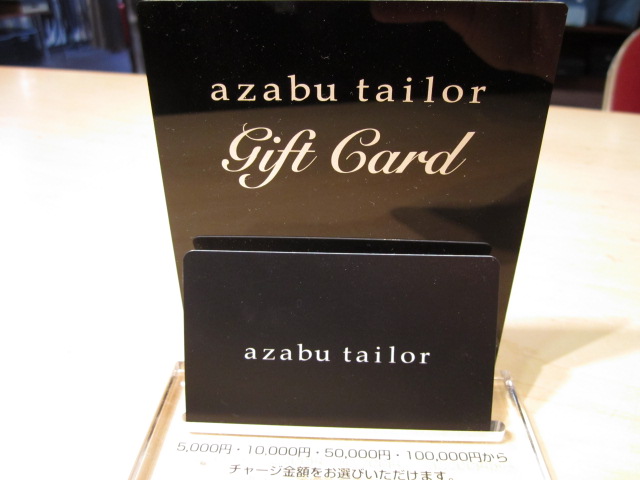 azabu tailor
Gift Card
azabu tailor
5,000円・10,000円・50,000円・100,000円から
チャージ金額をお選びいただけます。